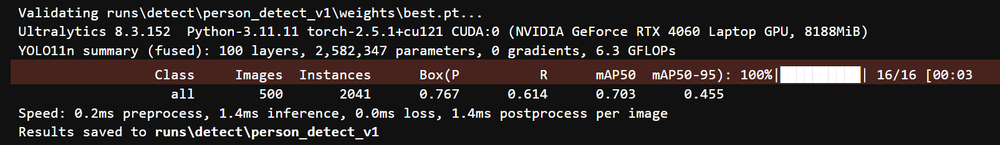 Validating runs\detect\person_detect_v1\weights\best.pt...
Ultralytics 8.3.152  Python-3.11.11 torch-2.5.1+cu121 CUDA:0 (NVIDIA GeForce RTX 4060 Laptop GPU, 8188MiB)
YOLO11n summary (fused): 100 layers, 2,582,347 parameters, 0 gradients, 6.3 GFLOPs
Class     Images  Instances      Box(P          R      mAP50  mAP50-95): 100%|██████████| 16/16 [00:03
all        500       2041      0.767      0.614      0.703      0.455
Speed: 0.2ms preprocess, 1.4ms inference, 0.0ms loss, 1.4ms postprocess per image
Results saved to runs\detect\person_detect_v1